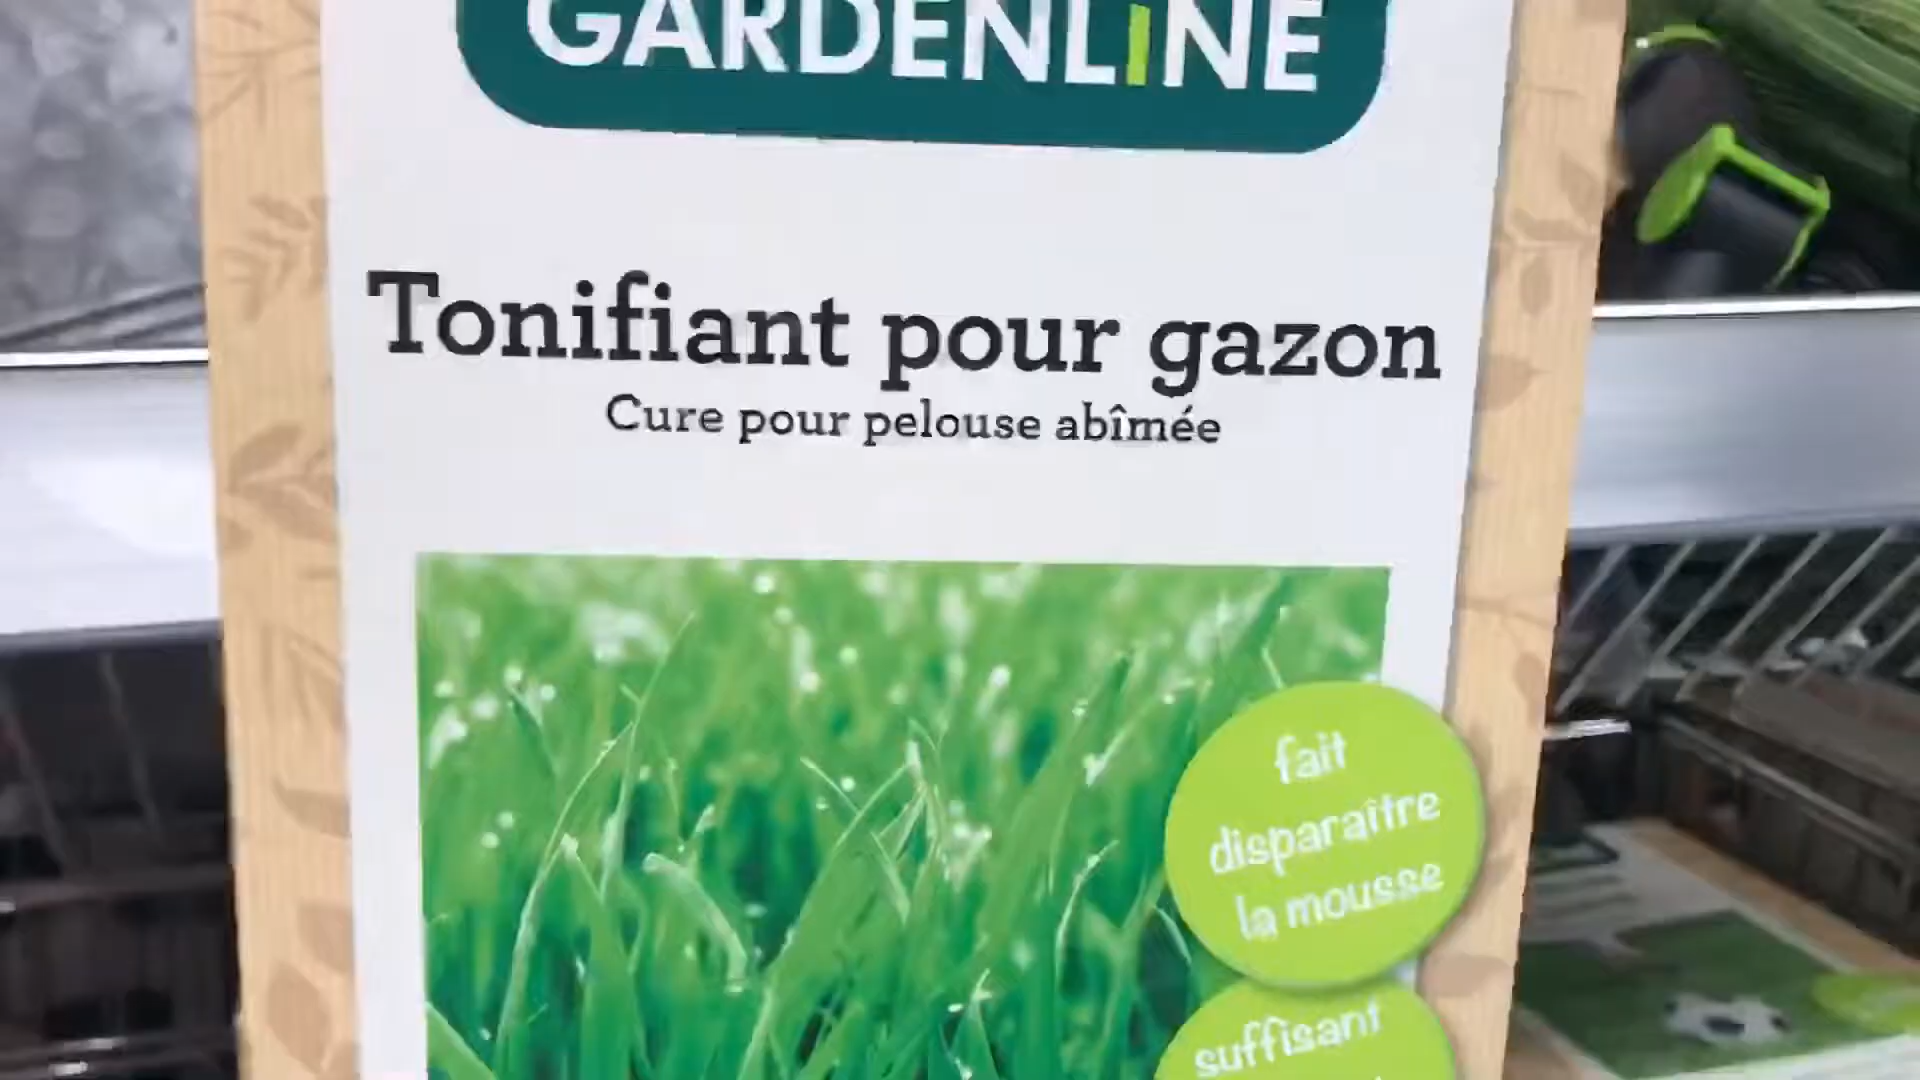 GARDENLINE
Tonifiant pour gazon
Cure pour pelouse abîmée
fait
disparaître
la mousse
suffisant